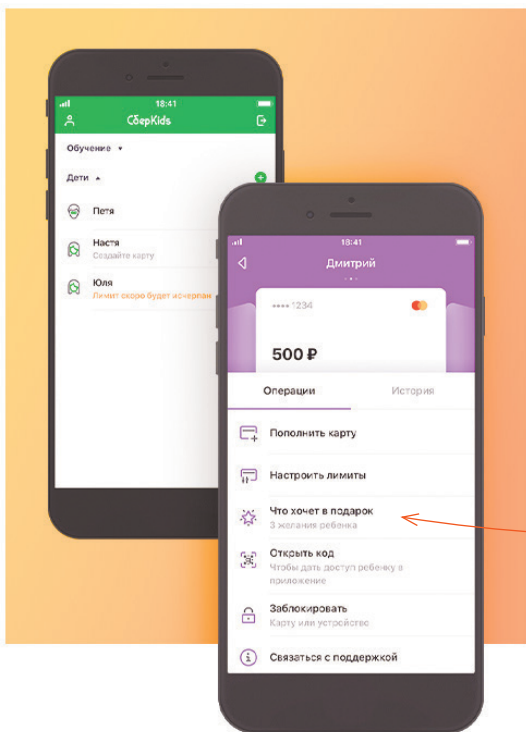 18:41
СберKids
Обучение
Дети
Петя
Настя
Создайте карту
Юля
Лимит скоро будет исчерпан
18:41
Дмитрий
•••• 1234
500 ₽
Операции
История
Пополнить карту
Настроить лимиты
Что хочет в подарок
3 желания ребенка
Открыть код
Чтобы дать доступ ребенку в
приложение
Заблокировать
Карту или устройство
Связаться с поддержкой